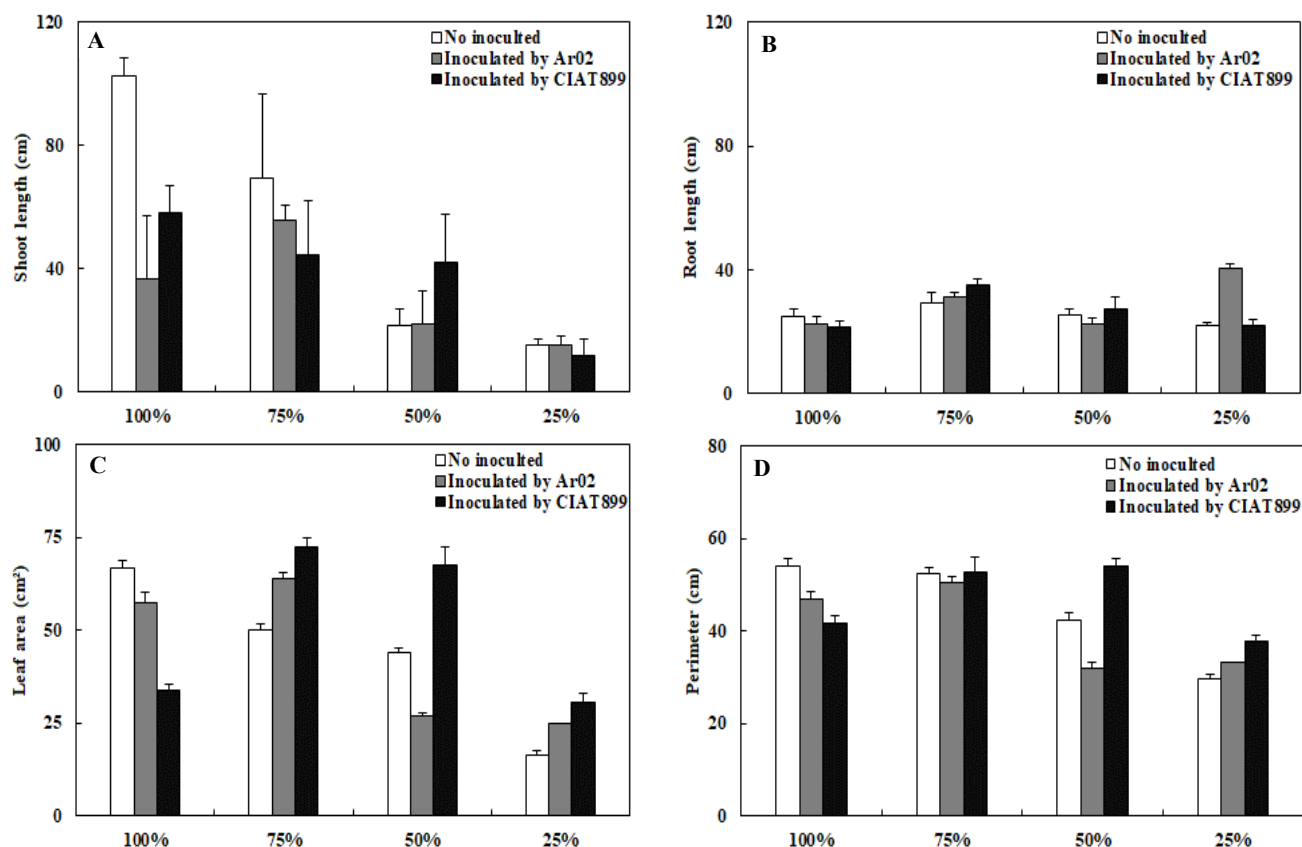 A
No inoculted
Inoculated by Ar02
Inoculated by CIAT899
Shoot length (cm)
120
80
40
0
100% 75% 50% 25%
B
No inoculted
Inoculated by Ar02
Inoculated by CIAT899
Root length (cm)
120
80
40
0
100% 75% 50% 25%
C
No inoculted
Inoculated by Ar02
Inoculated by CIAT899
Leaf area (cm²)
100
75
50
25
0
100% 75% 50% 25%
D
No inoculted
Inoculated by Ar02
Inoculated by CIAT899
Perimeter (cm)
80
60
40
20
0
100% 75% 50% 25%